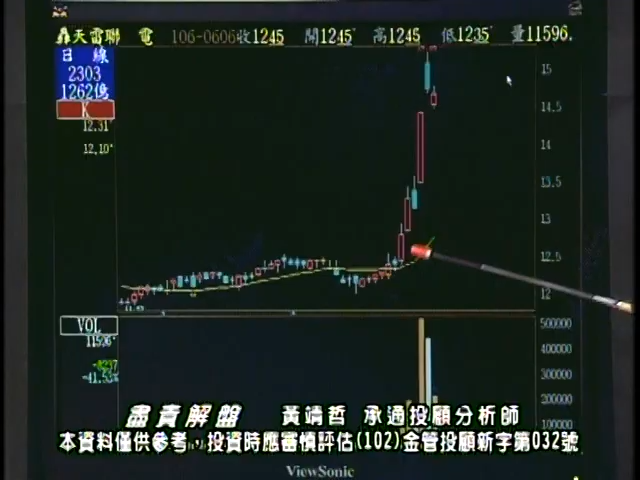 轟天雷聯 電 106-0606收1245 開1245 高1245 低1235 量11596.
日 線
2303
1262億
K
12.31
12.10
15
14.5
14
13.5
13
12.5
12
VOL
11596
-41.53%
500000
400000
300000
200000
100000
盡責解盤 黃靖哲 承通投顧分析師
本資料僅供參考，投資時應審慎評估(102)金管投顧新字第032號
ViewSonic